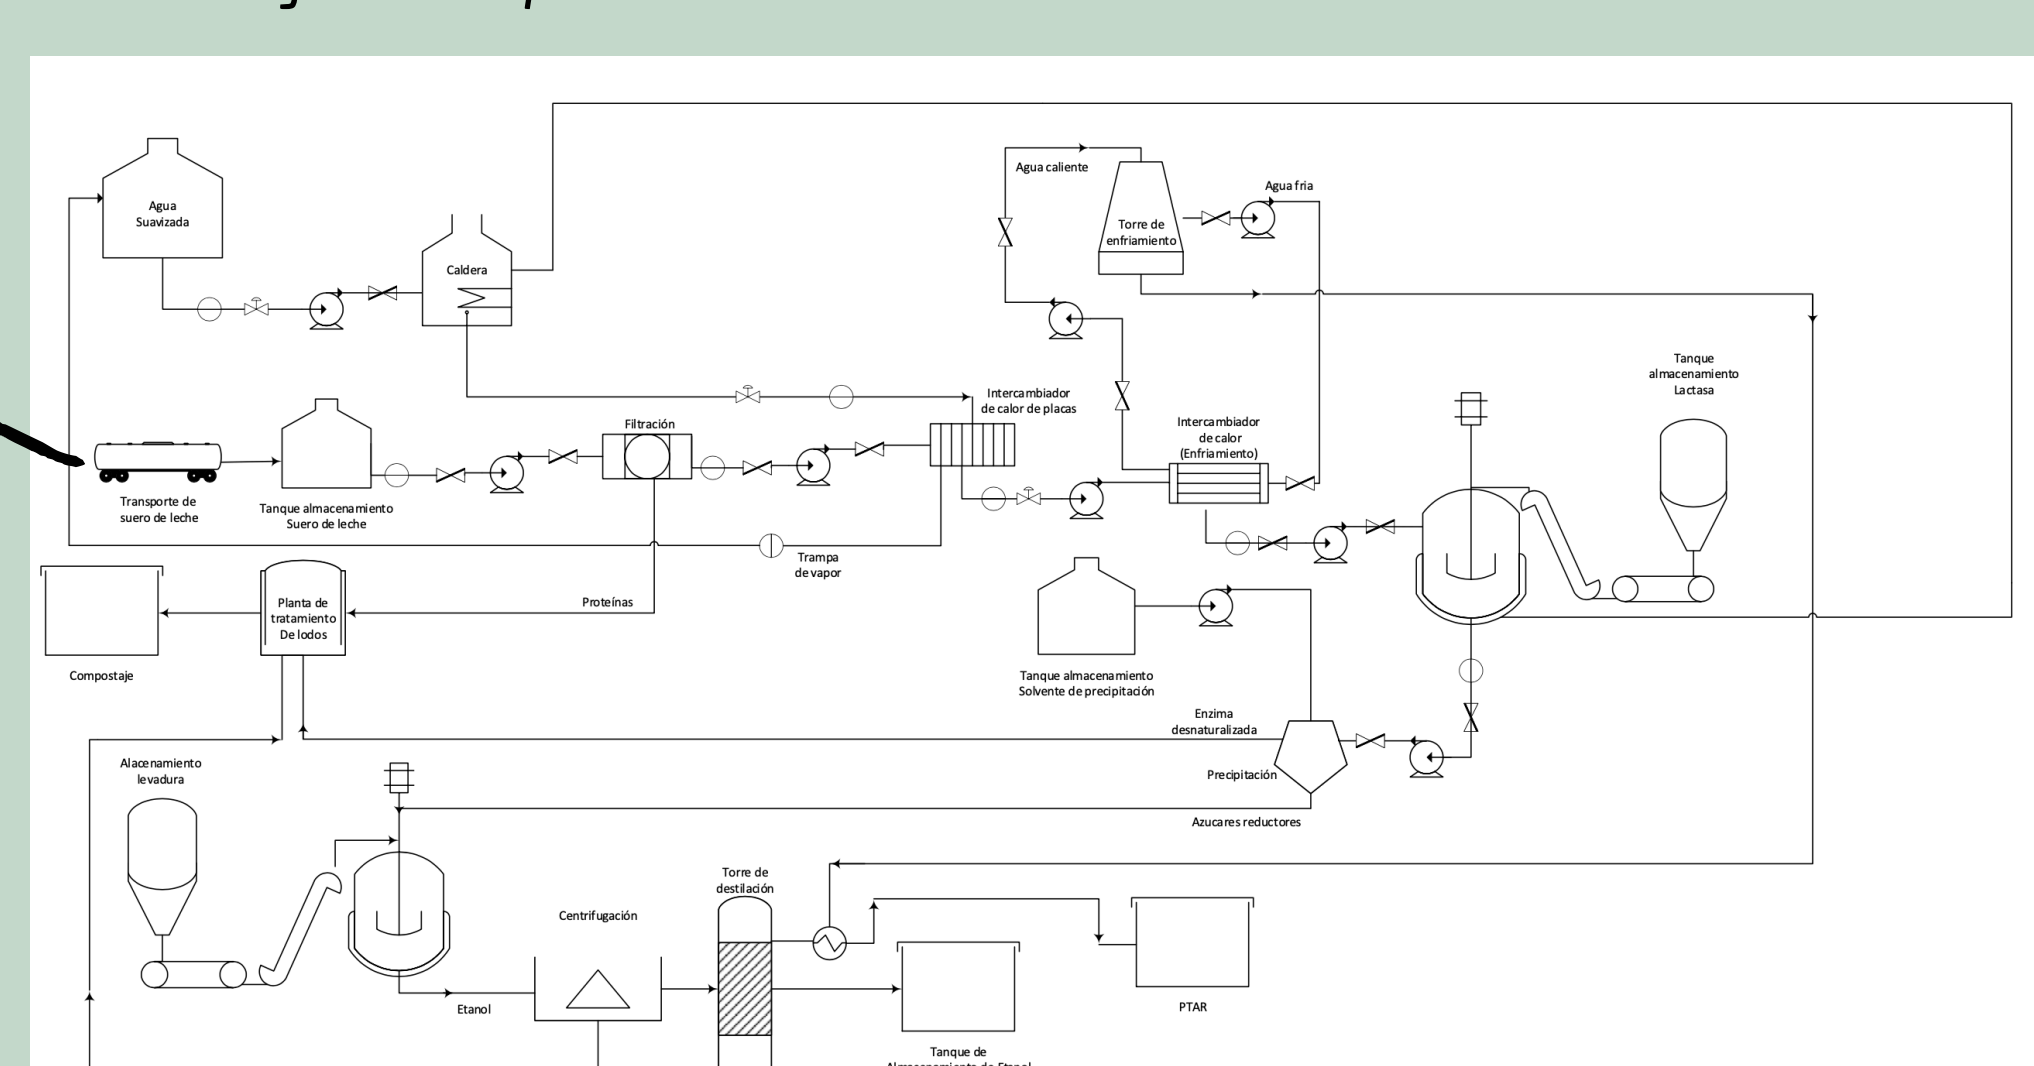 Agua
Suavizada
Caldera
Agua caliente
Torre de
enfriamiento
Agua fria
Tanque
almacenamiento
Lactasa
Transporte de
suero de leche
Tanque almacenamiento
Suero de leche
Filtración
Intercambiador
de calor de placas
Intercambiador
de calor
(Enfriamiento)
Trampa
de vapor
Compostaje
Planta de
tratamiento
De lodos
Proteínas
Tanque almacenamiento
Solvente de precipitación
Enzima
desnaturalizada
Precipitación
Azucares reductores
Alacenamiento
levadura
Etanol
Centrifugación
Torre de
destilación
PTAR
Tanque de
Almacenamiento de Etanol